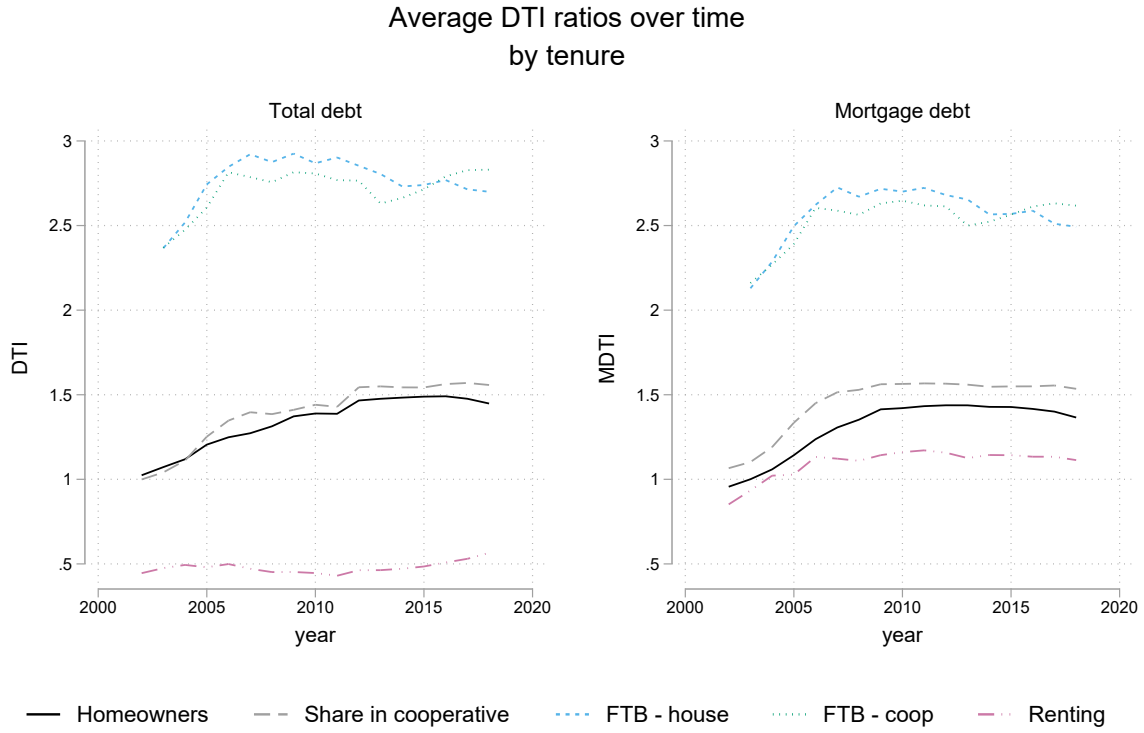 Average DTI ratios over time
by tenure
Total debt
3
2.5
2
1.5
1
.5
DTI
2000 2005 2010 2015 2020
year
Mortgage debt
3
2.5
2
1.5
1
.5
MDTI
2000 2005 2010 2015 2020
year
Homeowners Share in cooperative FTB - house FTB - coop Renting